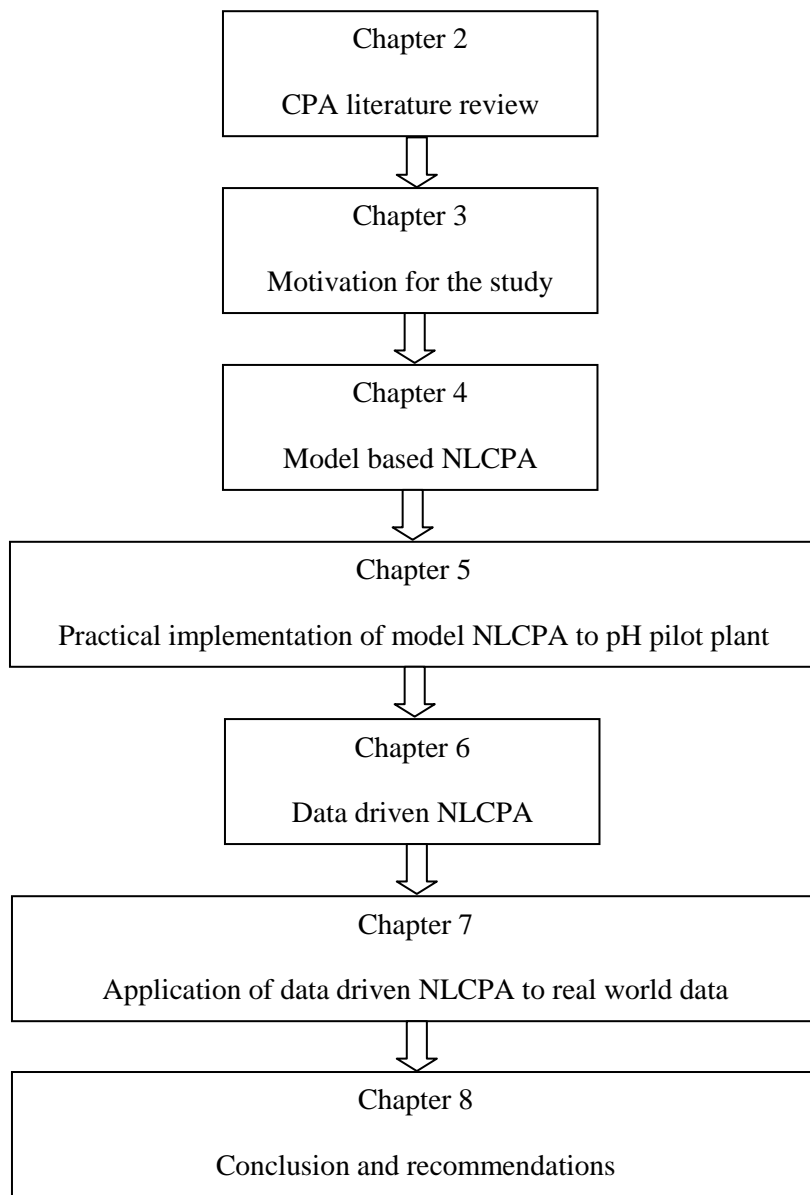 Chapter 2
CPA literature review
Chapter 3
Motivation for the study
Chapter 4
Model based NLCPA
Chapter 5
Practical implementation of model NLCPA to pH pilot plant
Chapter 6
Data driven NLCPA
Chapter 7
Application of data driven NLCPA to real world data
Chapter 8
Conclusion and recommendations